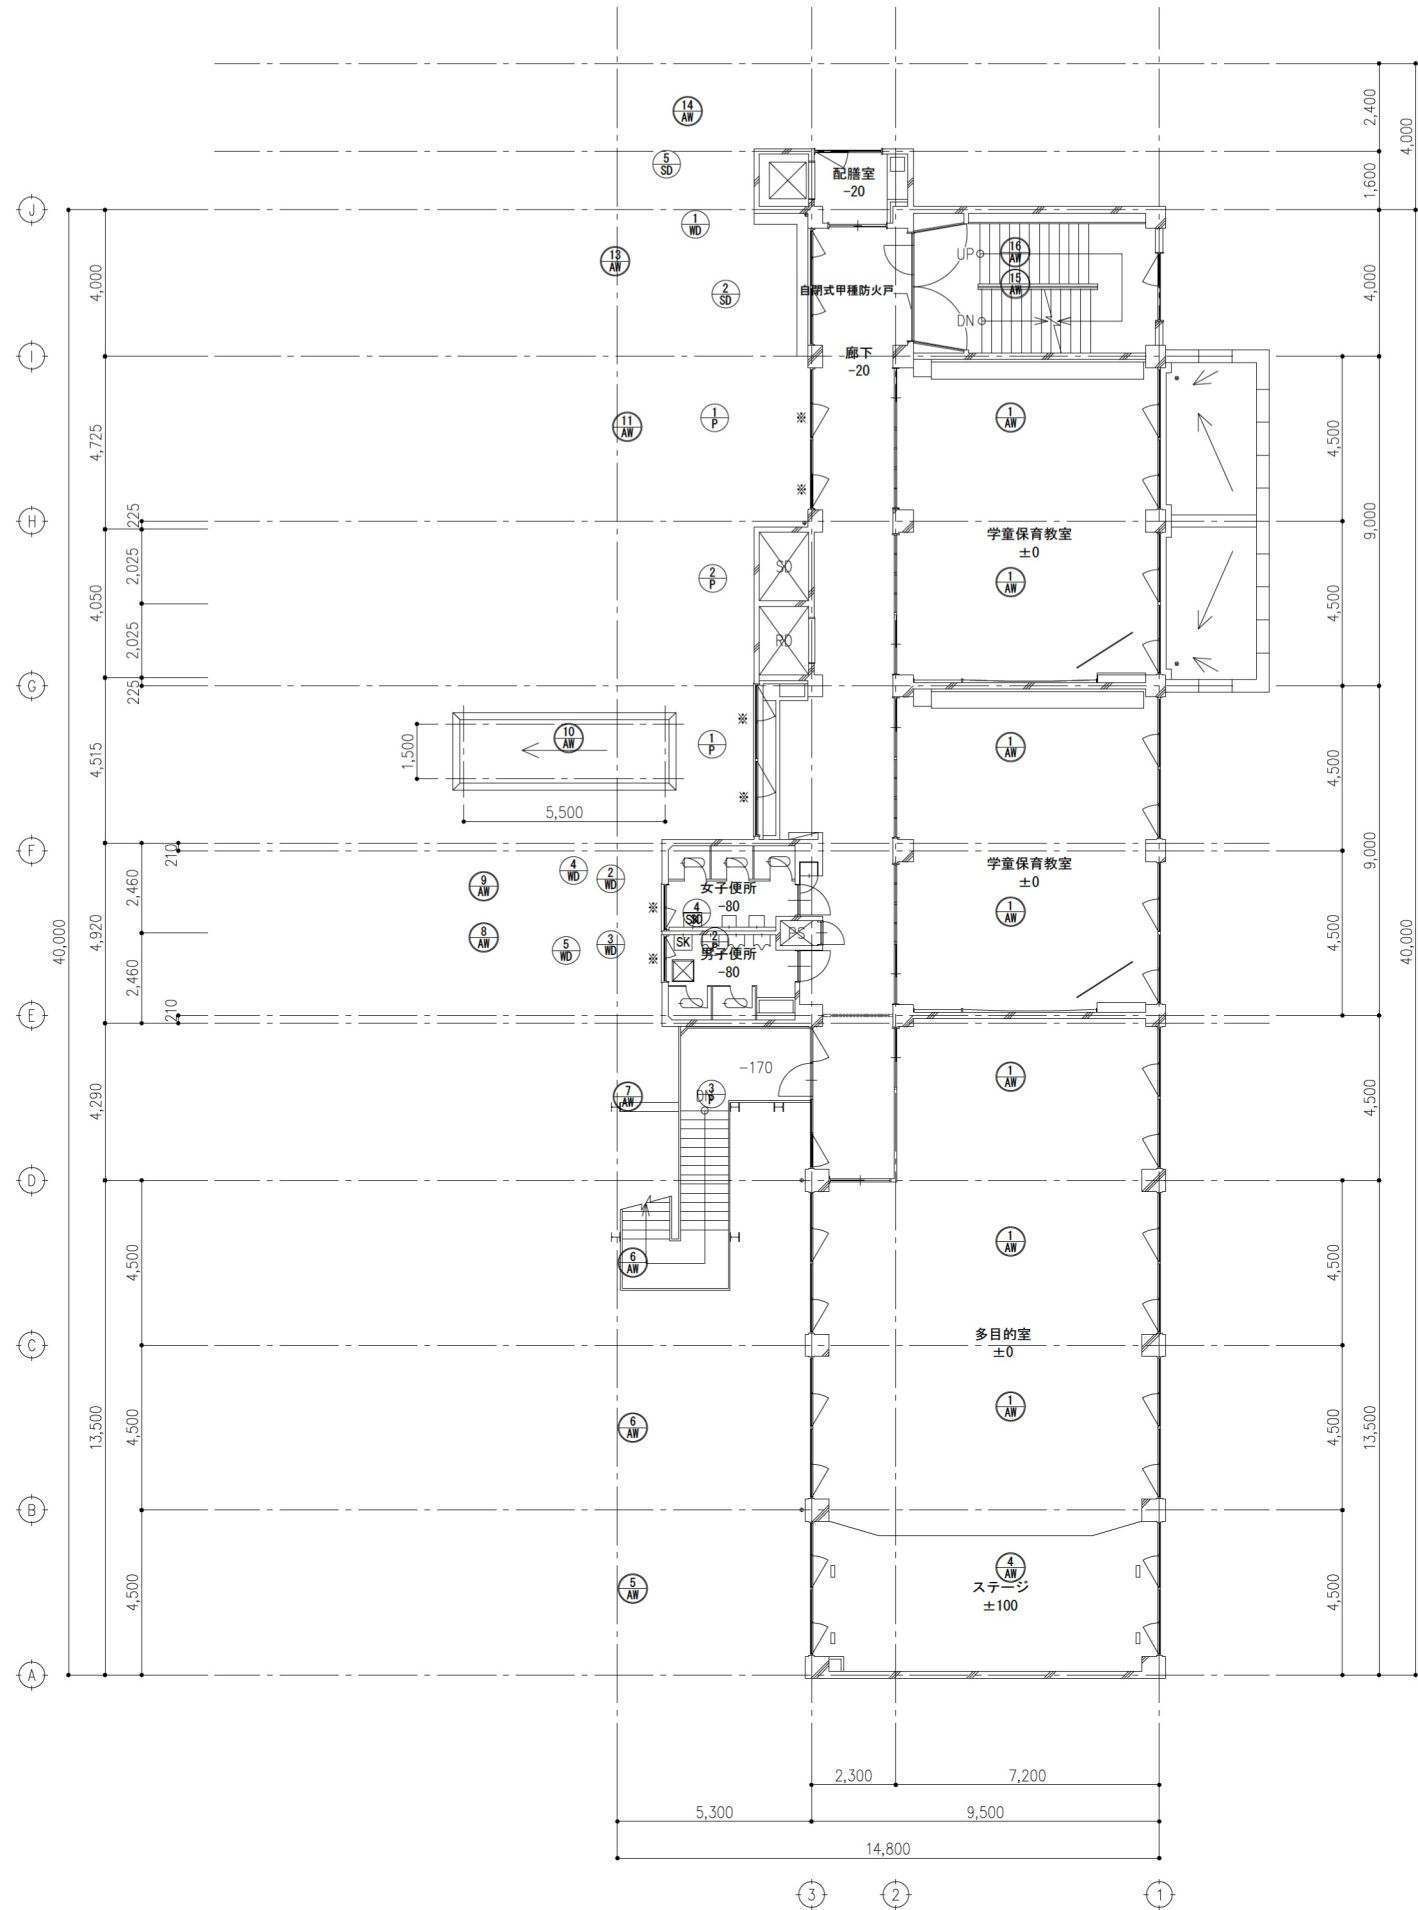 2,400
4,000
14
AW
5
SD
配膳室
-20
1,600
J
1
WD
13
AW
UP
16
AW
15
AW
4,000
2
SD
自閉式甲種防火戸
4,000
DN
I
廊下
-20
4,725
11
AW
1
P
※
1
AW
4,500
※
H
225
学童保育教室
±0
9,000
2,025
SD
4,050
2
P
1
AW
4,500
2,025
RD
G
225
※
1,500
10
AW
1
P
1
AW
4,515
4,500
※
5,500
F
210
学童保育教室
±0
9,000
4
WD
2
WD
9
AW
女子便所
-80
2,460
※
4
SD
SK
1
AW
40,000
4,920
8
AW
5
WD
3
WD
SK
2
P
PS
4,500
40,000
※
男子便所
-80
2,460
E
210
-170
1
AW
4,290
7
AW
DN
3
P
4,500
D
4,500
6
AW
1
AW
4,500
C
多目的室
±0
13,500
4,500
6
AW
1
AW
4,500
13,500
B
4,500
5
AW
4
AW
ステージ
±100
4,500
A
2,300
7,200
5,300
9,500
14,800
3
2
1